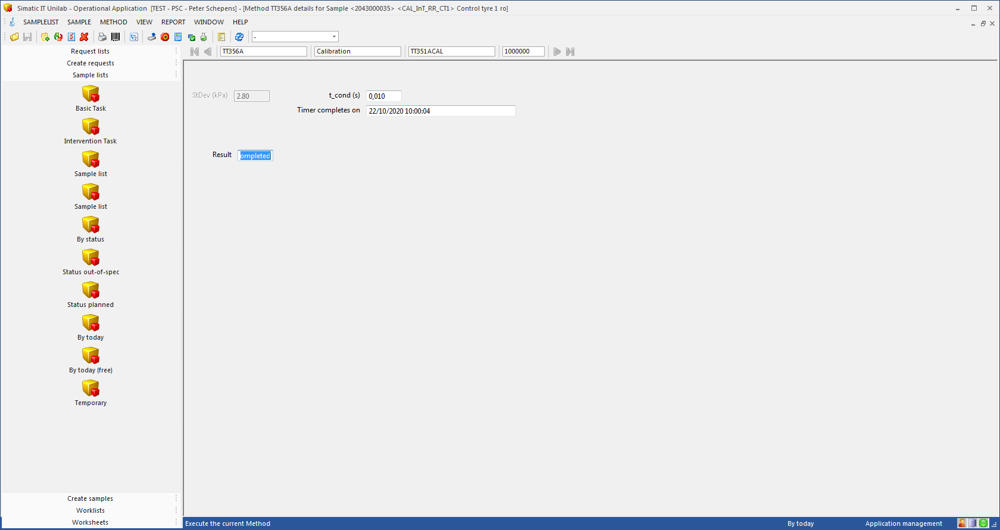 Simatic IT Unilab - Operational Application  [TEST - PSC - Peter Schepens] - [Method TT356A details for Sample <2043000035> <CAL_InT_RR_CT1> Control tyre 1 ro]
SAMPLELIST SAMPLE METHOD VIEW REPORT WINDOW HELP
-
Request lists
Create requests
Sample lists
Basic Task
Intervention Task
Sample list
Sample list
By status
Status out-of-spec
Status planned
By today
By today (free)
Temporary
Create samples
Worklists
Worksheets
TT356A Calibration TT351ACAL 1000000
StDev (kPa) 2.80 t_cond (s) 0,010
Timer completes on 22/10/2020 10:00:04
Result ompleted
Execute the current Method By today Application management